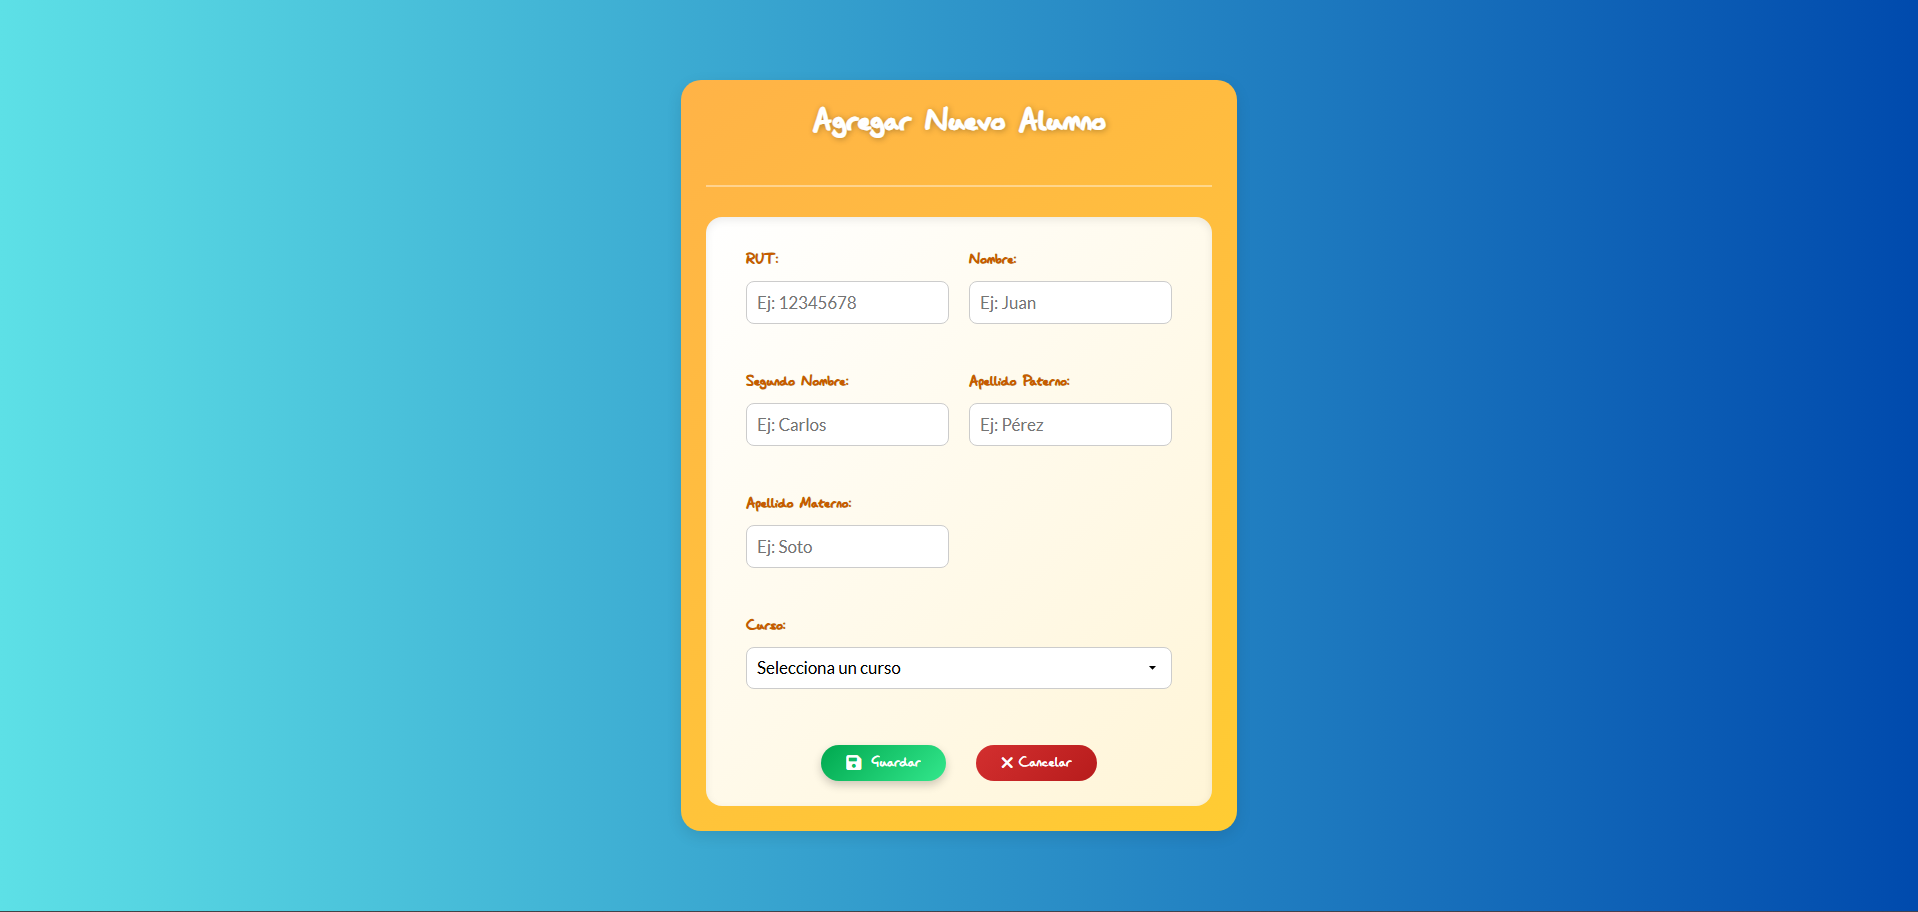 Agregar Nuevo Alumno
RUT: Nombre:
Ej: 12345678 Ej: Juan
Segundo Nombre: Apellido Paterno:
Ej: Carlos Ej: Pérez
Apellido Materno:
Ej: Soto
Curso:
Selecciona un curso
Guardar Cancelar